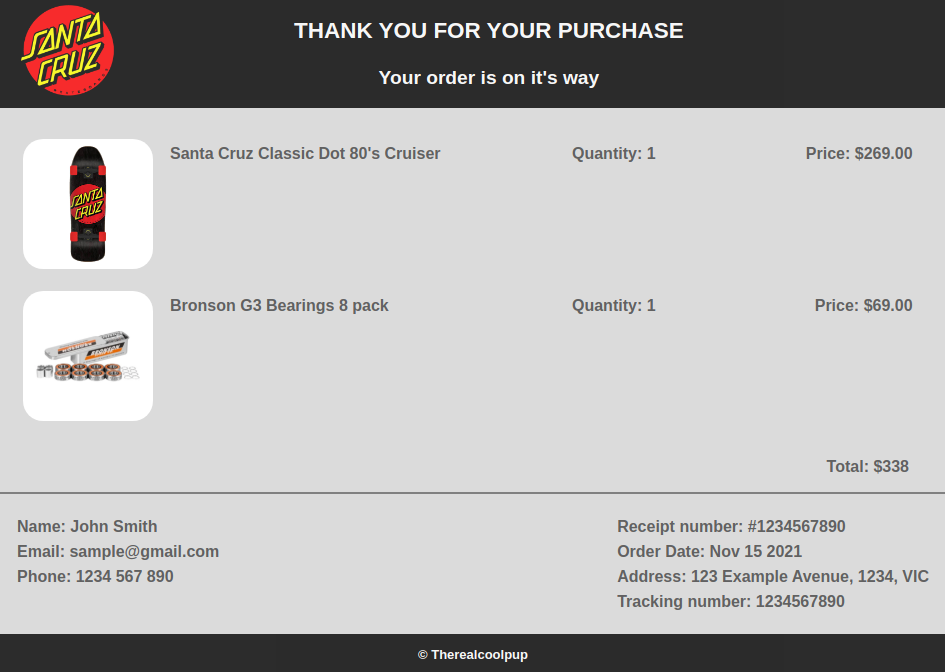 SANTA
CRUZ
THANK YOU FOR YOUR PURCHASE
Your order is on it's way
SANTA
CRUZ
Santa Cruz Classic Dot 80's Cruiser Quantity: 1 Price: $269.00
BRONSON
Bronson G3 Bearings 8 pack Quantity: 1 Price: $69.00
Total: $338
Name: John Smith
Email: sample@gmail.com
Phone: 1234 567 890
Receipt number: #1234567890
Order Date: Nov 15 2021
Address: 123 Example Avenue, 1234, VIC
Tracking number: 1234567890
© Therealcoolpup